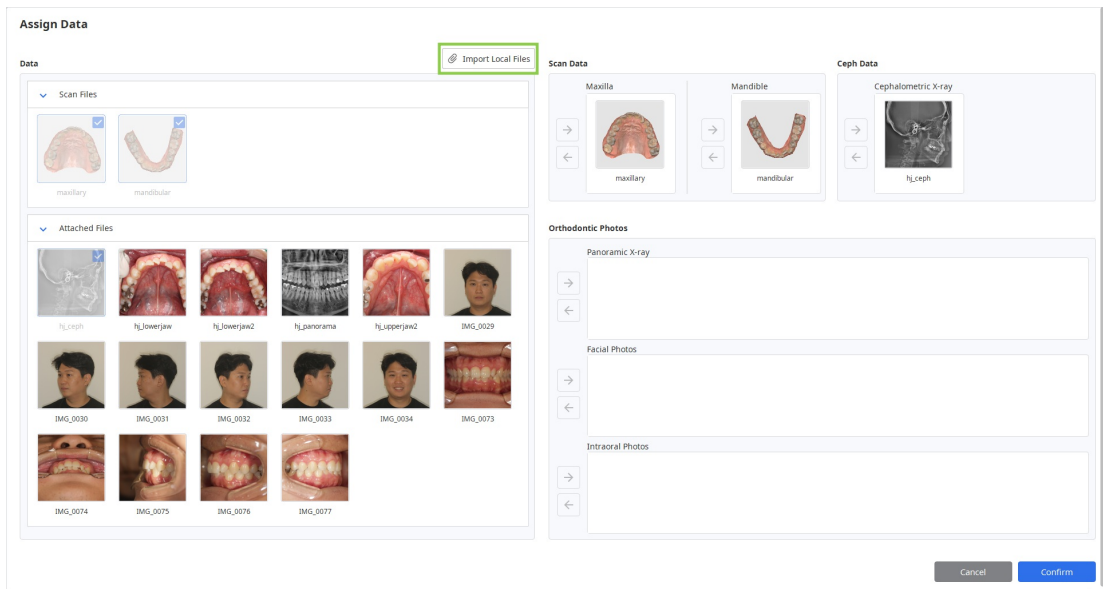 Assign Data
Data
Import Local Files
Scan Files
maxillary
mandibular
Attached Files
hj_ceph
hj_lowerjaw
hj_lowerjaw2
hj_panorama
hj_upperjaw2
IMG_0029
IMG_0030
IMG_0031
IMG_0032
IMG_0033
IMG_0034
IMG_0073
IMG_0074
IMG_0075
IMG_0076
IMG_0077
Scan Data
Maxilla
maxillary
Mandible
mandibular
Ceph Data
Cephalometric X-ray
hj_ceph
Orthodontic Photos
Panoramic X-ray
Facial Photos
Intraoral Photos
Cancel
Confirm